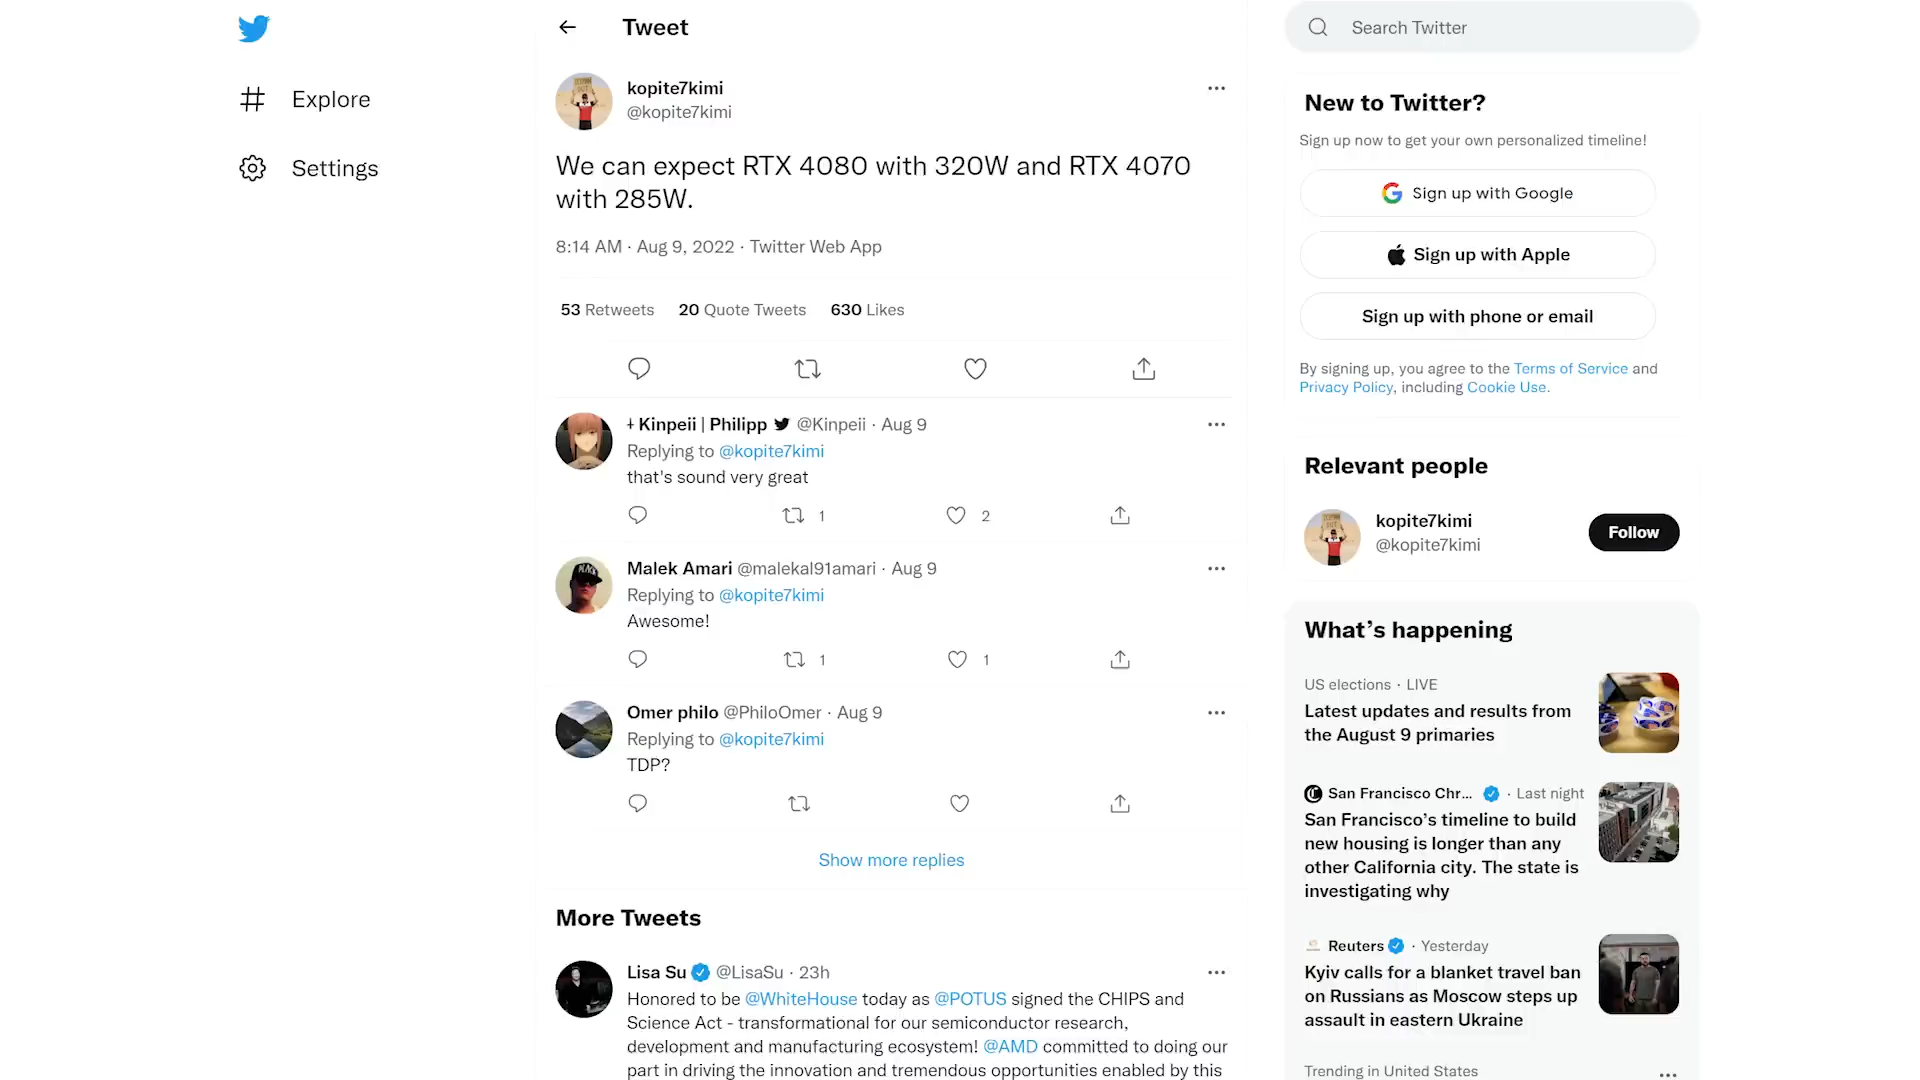 Explore
Settings
Tweet
kopite7kimi
@kopite7kimi
We can expect RTX 4080 with 320W and RTX 4070
with 285W.
8:14 AM · Aug 9, 2022 · Twitter Web App
53 Retweets 20 Quote Tweets 630 Likes
Kinpeii | Philipp @Kinpeii · Aug 9
Replying to @kopite7kimi
that's sound very great
1 2
Malek Amari @malekal91amari · Aug 9
Replying to @kopite7kimi
Awesome!
1 1
Omer philo @PhiloOmer · Aug 9
Replying to @kopite7kimi
TDP?
Show more replies
More Tweets
Lisa Su @LisaSu · 23h
Honored to be @WhiteHouse today as @POTUS signed the CHIPS and
Science Act - transformational for our semiconductor research,
development and manufacturing ecosystem! @AMD committed to doing our
part in driving the innovation and tremendous opportunities enabled by this
Search Twitter
New to Twitter?
Sign up now to get your own personalized timeline!
Sign up with Google
Sign up with Apple
Sign up with phone or email
By signing up, you agree to the Terms of Service and
Privacy Policy, including Cookie Use.
Relevant people
kopite7kimi
@kopite7kimi
Follow
What's happening
US elections · LIVE
Latest updates and results from
the August 9 primaries
San Francisco Chr... · Last night
San Francisco's timeline to build
new housing is longer than any
other California city. The state is
investigating why
Reuters · Yesterday
Kyiv calls for a blanket travel ban
on Russians as Moscow steps up
assault in eastern Ukraine
Trending in United States